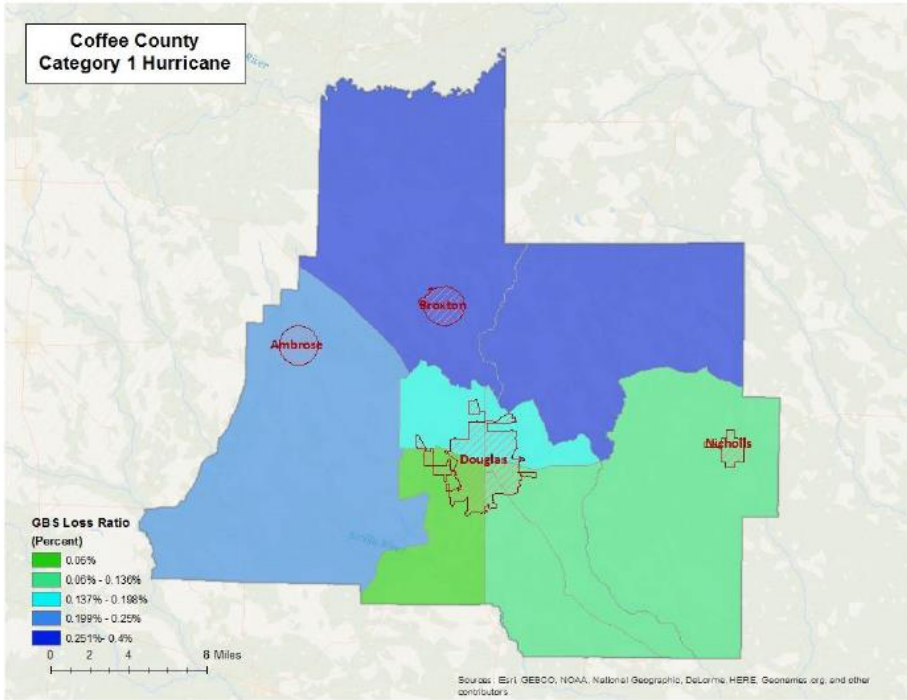 Coffee County
Category 1 Hurricane
River
Broxton
Ambrose
Nicholls
Douglas
GBS Loss Ratio
(Percent)
0.06%
0.06% - 0.136%
0.137% - 0.198%
0.199% - 0.25%
0.251%- 0.4%
0 2 4 8 Miles
Sources: Esri, GEBCO, NOAA, National Geographic, DeLorme, HERE, Geonames.org, and other
contributors